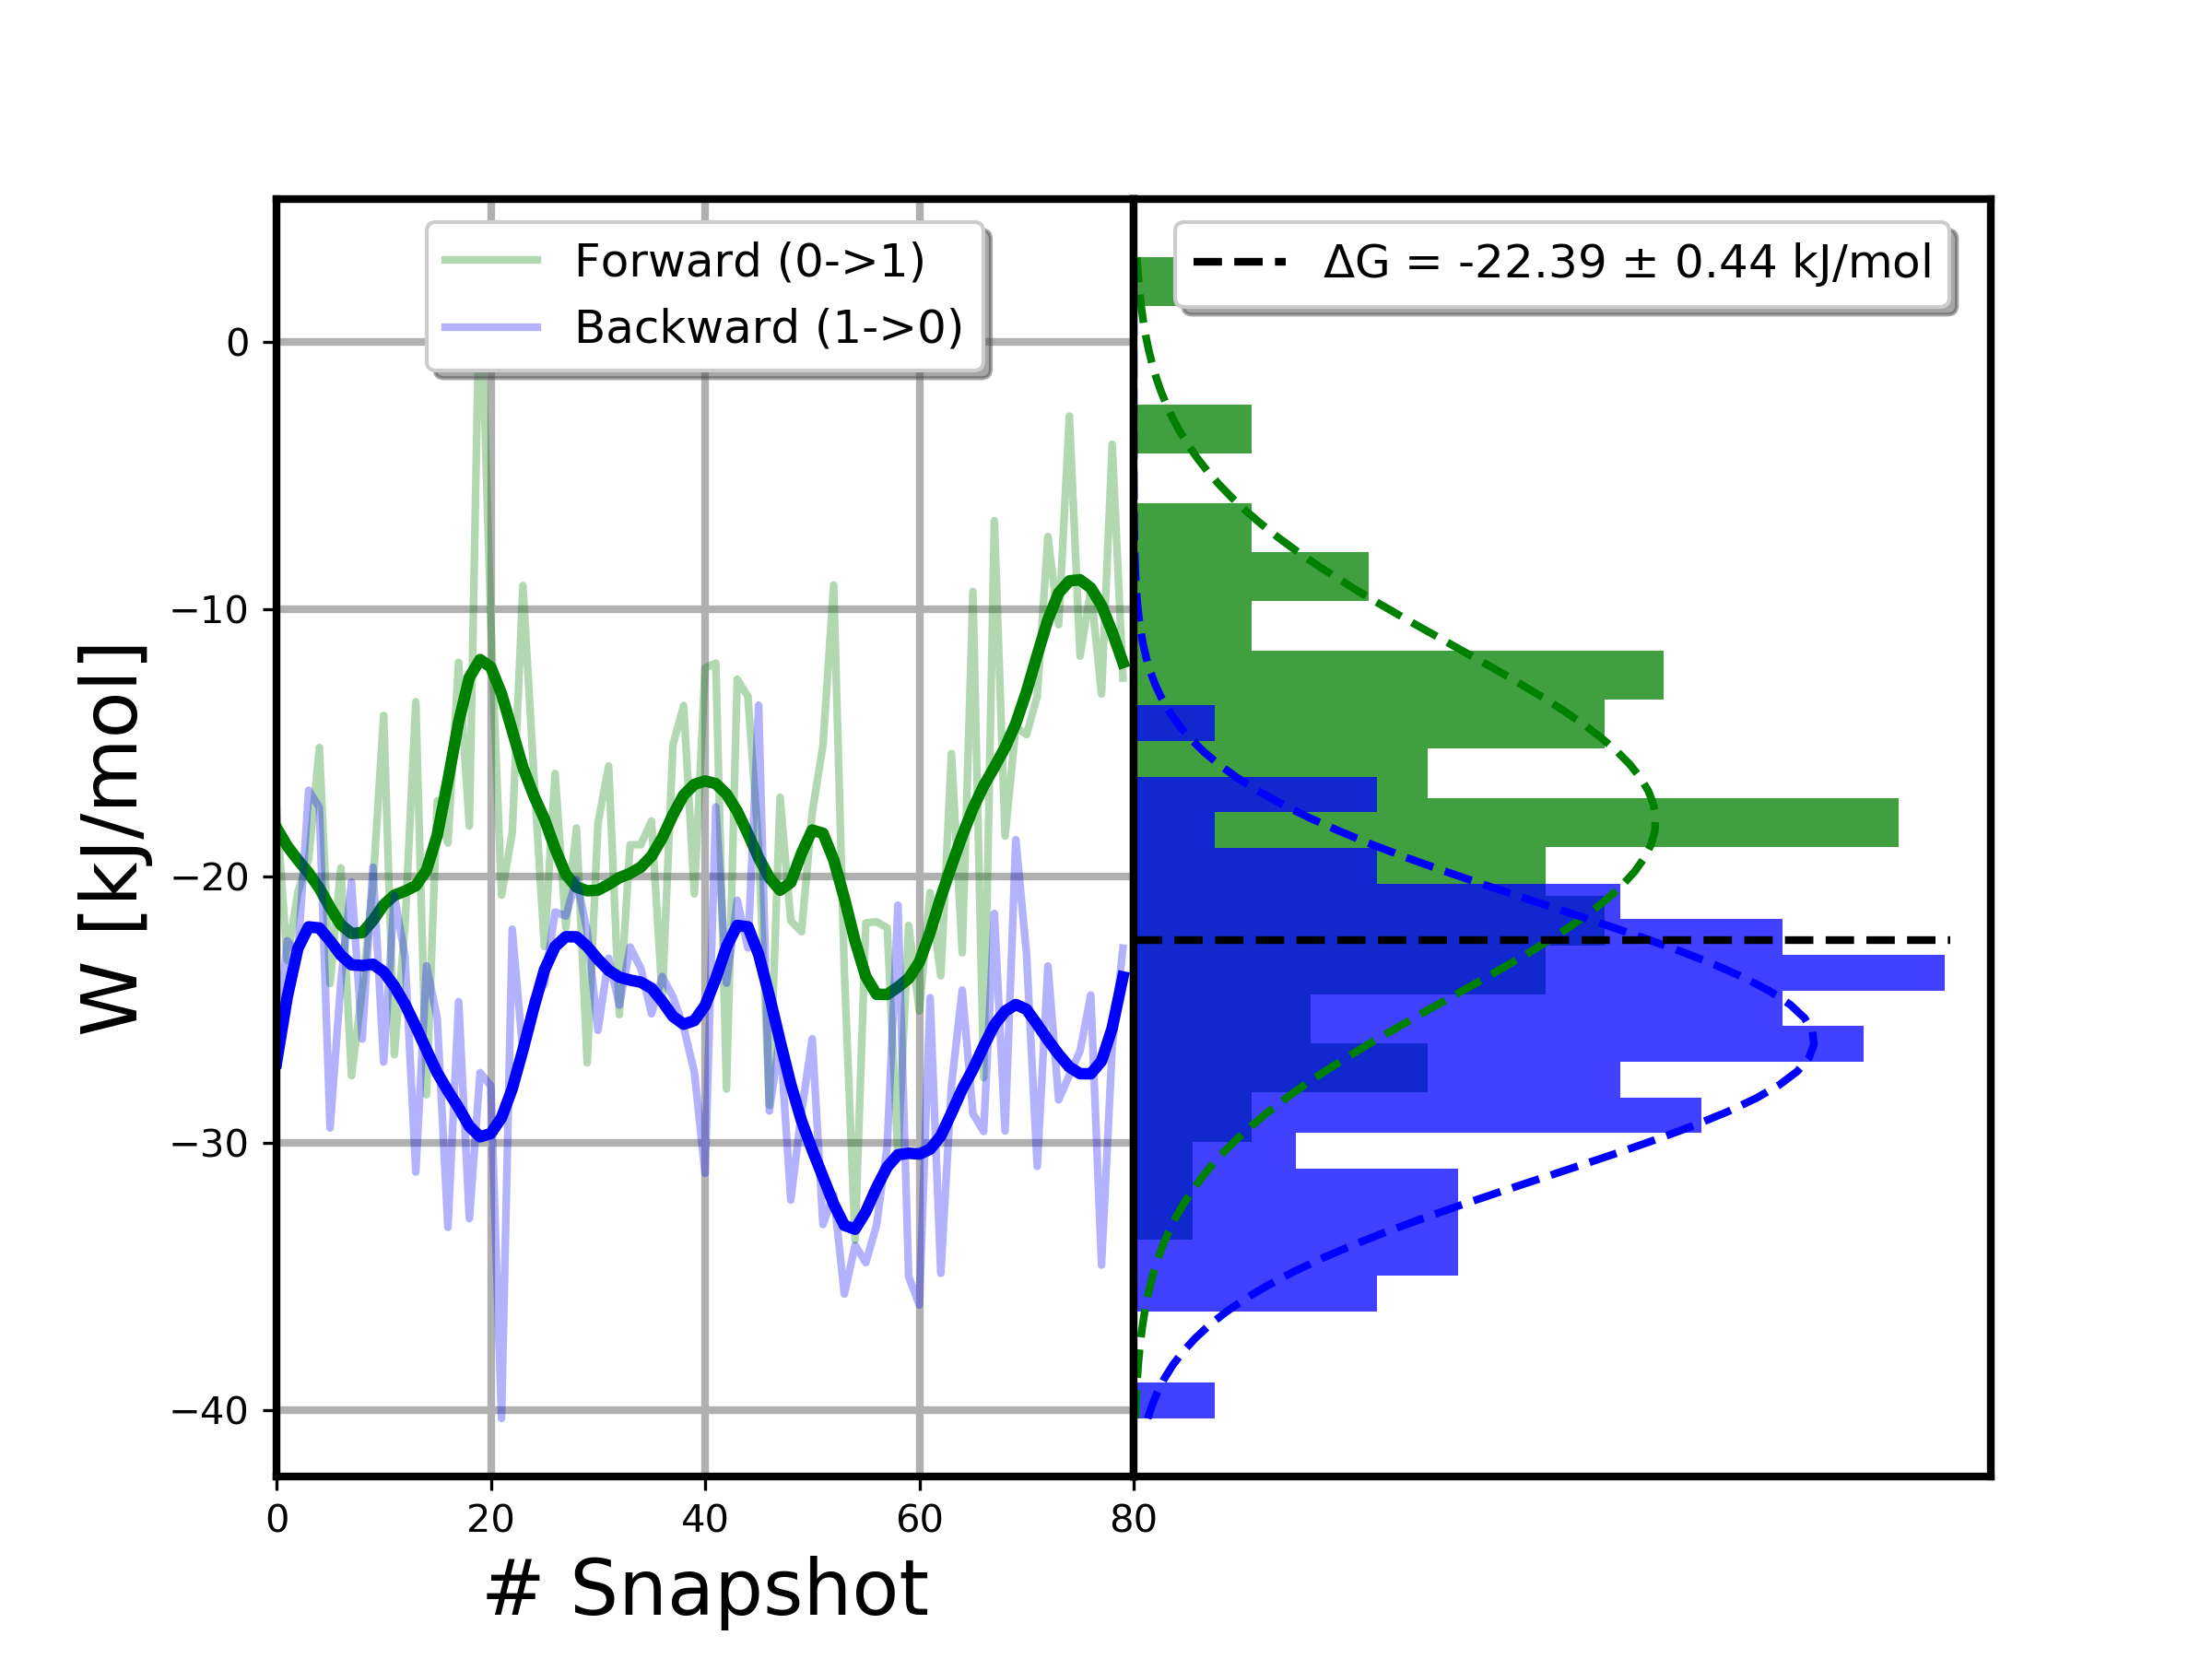 Forward (0->1)
Backward (1->0)
ΔG = -22.39 ± 0.44 kJ/mol
0
−10
−20
−30
−40
W [kJ/mol]
0 20 40 60 80
# Snapshot